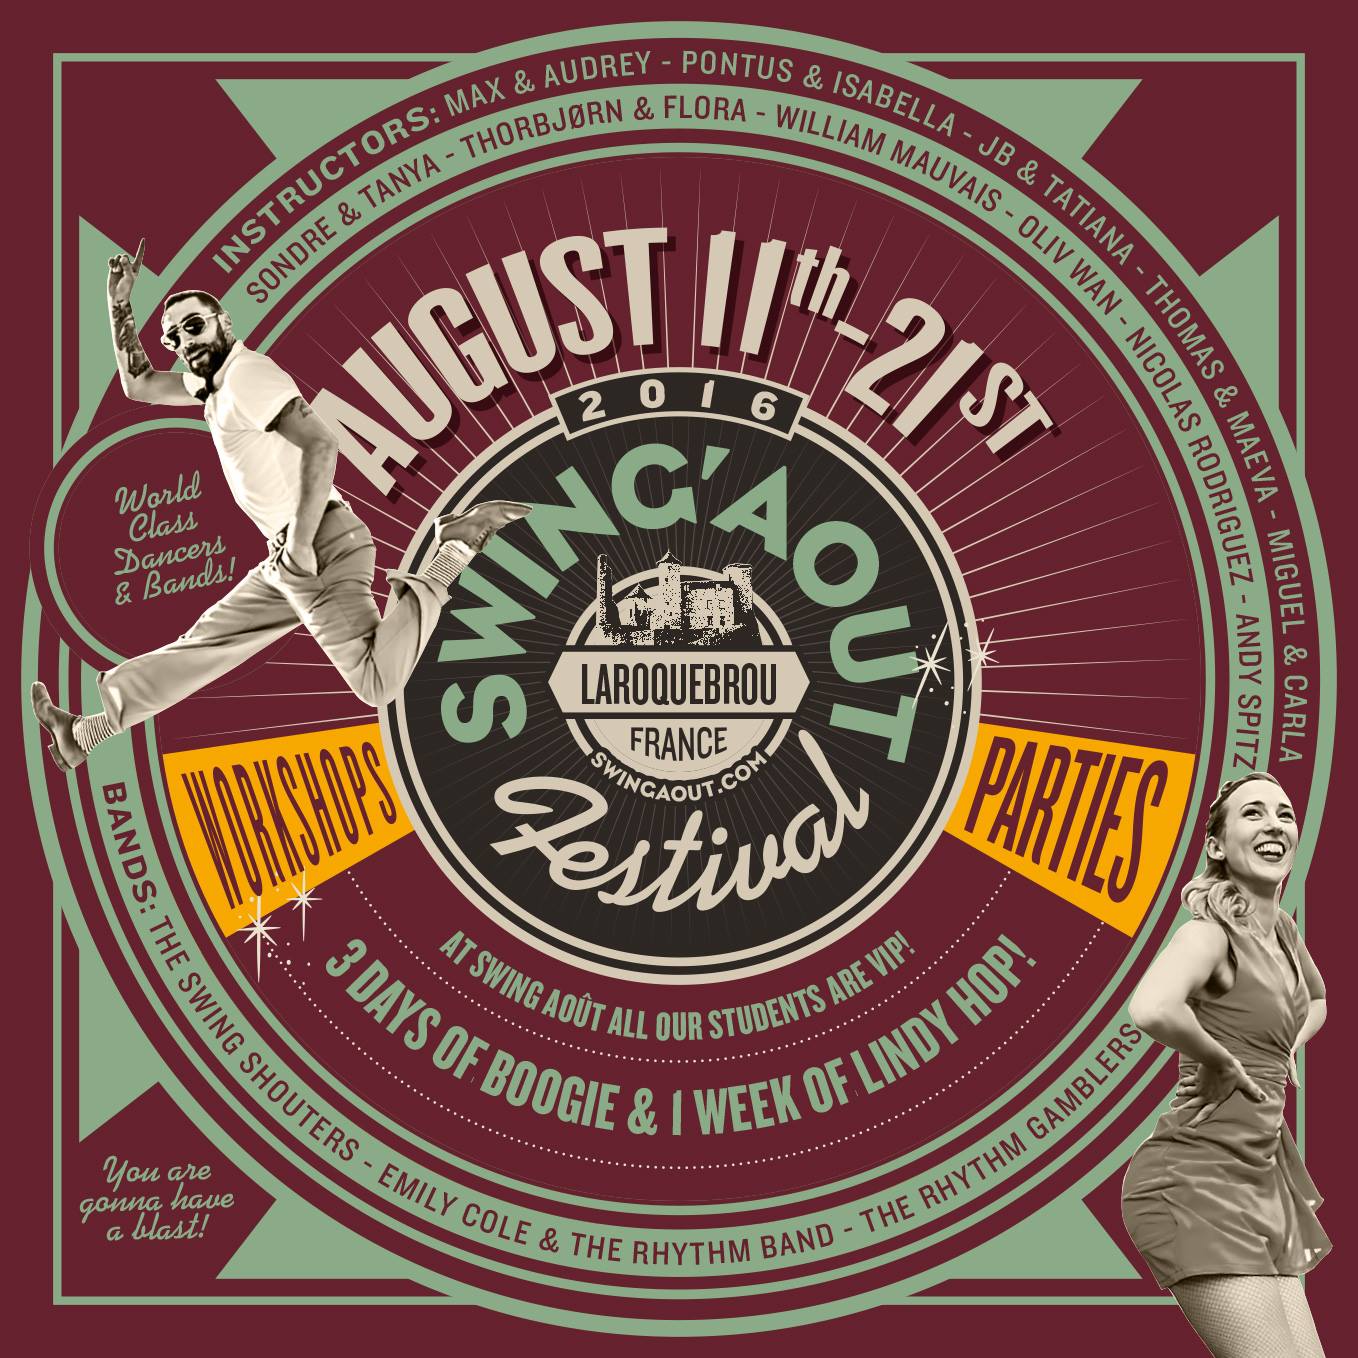 INSTRUCTORS: MAX & AUDREY - PONTUS & ISABELLA - JB & TATIANA - THOMAS & MAEVA - MIGUEL & CARLA
SONDRE & TANYA - THORBJØRN & FLORA - WILLIAM MAUVAIS - OLIV WAN - NICOLAS RODRIGUEZ - ANDY SPITZ
AUGUST 11th-21ST
2016
SWING'AOUT
World
Class
Dancers
& Bands!
LAROQUEBROU
FRANCE
SWINGAOUT.COM
Festival
WORKSHOPS
PARTIES
AT SWING AOÛT ALL OUR STUDENTS ARE VIP!
3 DAYS OF BOOGIE & 1 WEEK OF LINDY HOP!
BANDS: THE SWING SHOUTERS - EMILY COLE & THE RHYTHM BAND - THE RHYTHM GAMBLERS
You are
gonna have
a blast!